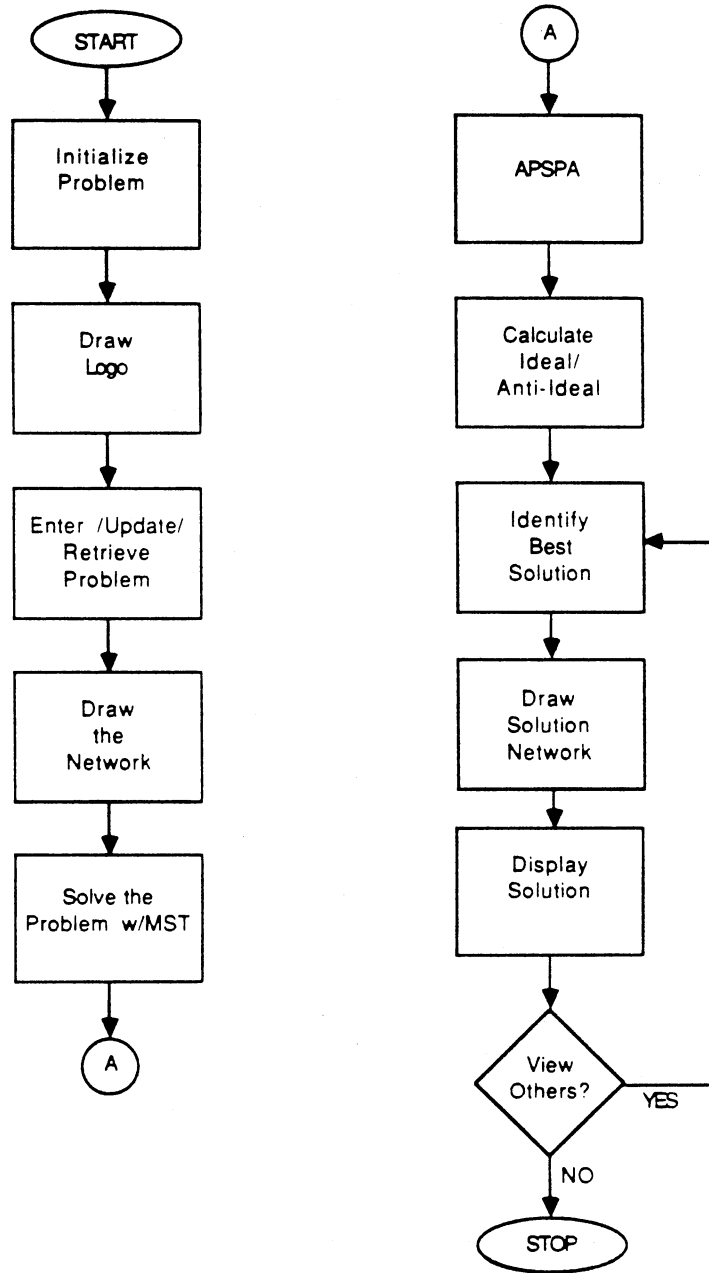 START
Initialize
Problem
Draw
Logo
Enter /Update/
Retrieve
Problem
Draw
the
Network
Solve the
Problem w/MST
A
A
APSPA
Calculate
Ideal/
Anti-Ideal
Identify
Best
Solution
Draw
Solution
Network
Display
Solution
View
Others?
YES
NO
STOP